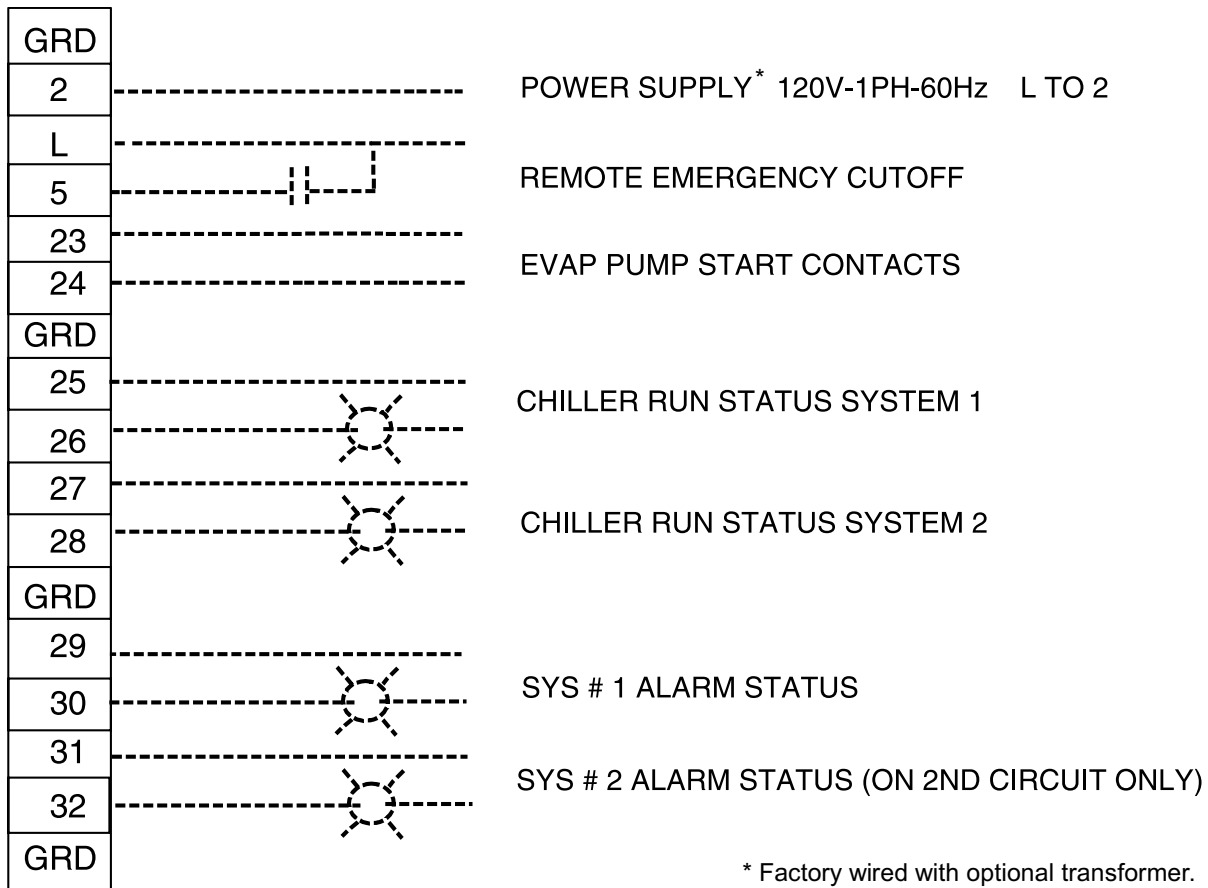 GRD
2 POWER SUPPLY* 120V-1PH-60Hz L TO 2
L
REMOTE EMERGENCY CUTOFF
5
23
EVAP PUMP START CONTACTS
24
GRD
25
CHILLER RUN STATUS SYSTEM 1
26
27
CHILLER RUN STATUS SYSTEM 2
28
GRD
29
SYS # 1 ALARM STATUS
30
31
SYS # 2 ALARM STATUS (ON 2ND CIRCUIT ONLY)
32
GRD
* Factory wired with optional transformer.